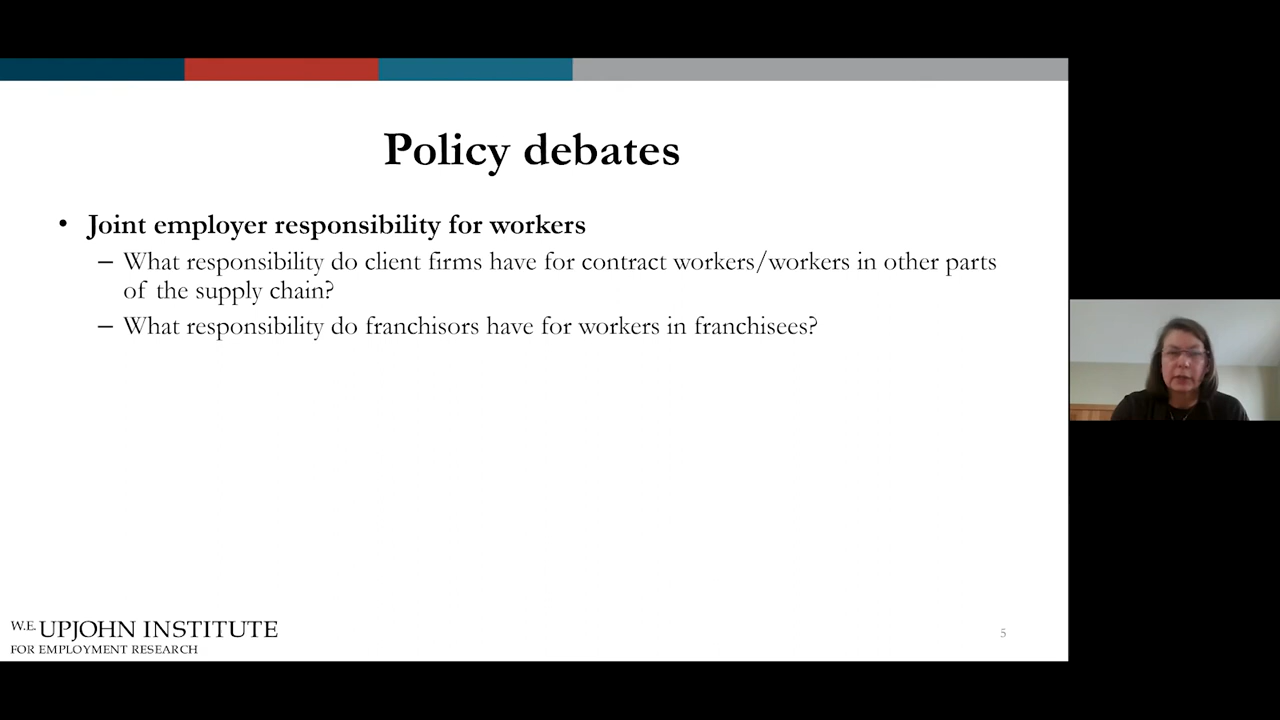 Policy debates
• Joint employer responsibility for workers
– What responsibility do client firms have for contract workers/workers in other parts
of the supply chain?
– What responsibility do franchisors have for workers in franchisees?
W.E. UPJOHN INSTITUTE
FOR EMPLOYMENT RESEARCH
5